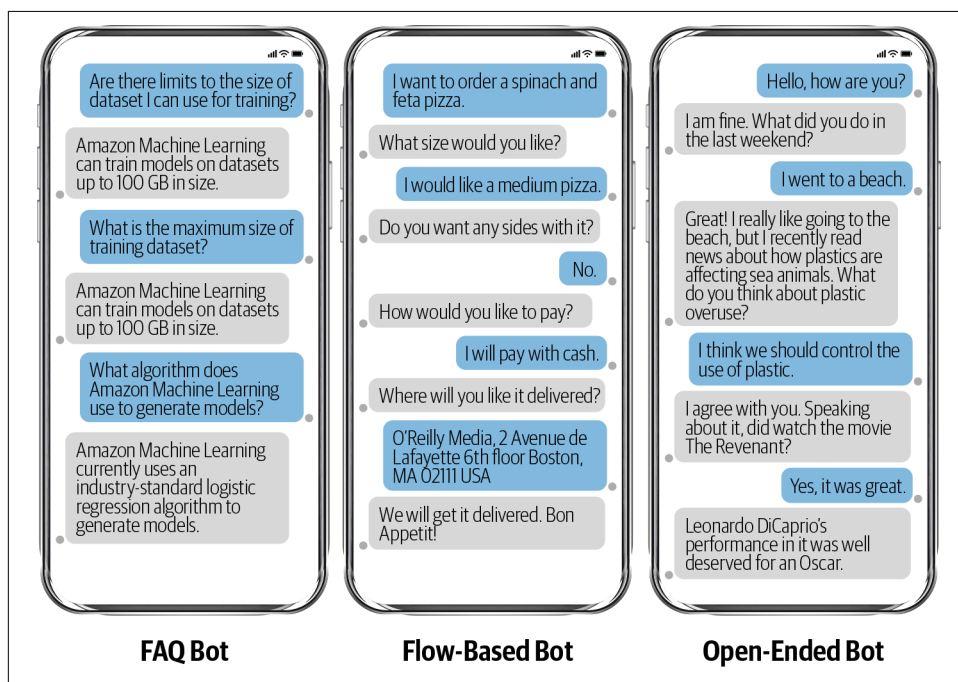 Are there limits to the size of
dataset I can use for training?
Amazon Machine Learning
can train models on datasets
up to 100 GB in size.
What is the maximum size of
training dataset?
Amazon Machine Learning
can train models on datasets
up to 100 GB in size.
What algorithm does
Amazon Machine Learning
use to generate models?
Amazon Machine Learning
currently uses an
industry-standard logistic
regression algorithm to
generate models.
FAQ Bot
I want to order a spinach and
feta pizza.
What size would you like?
I would like a medium pizza.
Do you want any sides with it?
No.
How would you like to pay?
I will pay with cash.
Where will you like it delivered?
O'Reilly Media, 2 Avenue de
Lafayette 6th floor Boston,
MA 02111 USA
We will get it delivered. Bon
Appetit!
Flow-Based Bot
Hello, how are you?
I am fine. What did you do in
the last weekend?
I went to a beach.
Great! I really like going to the
beach, but I recently read
news about how plastics are
affecting sea animals. What
do you think about plastic
overuse?
I think we should control the
use of plastic.
I agree with you. Speaking
about it, did watch the movie
The Revenant?
Yes, it was great.
Leonardo DiCaprio's
performance in it was well
deserved for an Oscar.
Open-Ended Bot